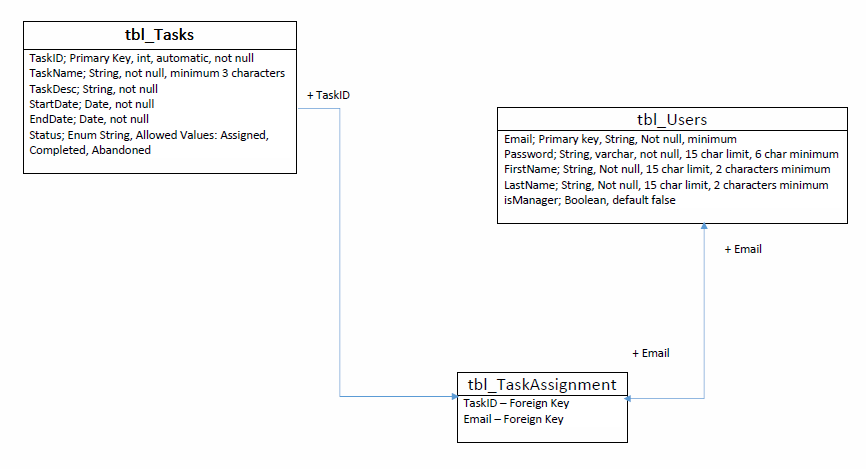 tbl_Tasks
TaskID; Primary Key, int, automatic, not null
TaskName; String, not null, minimum 3 characters
TaskDesc; String, not null
StartDate; Date, not null
EndDate; Date, not null
Status; Enum String, Allowed Values: Assigned,
Completed, Abandoned
+ TaskID
tbl_Users
Email; Primary key, String, Not null, minimum
Password; String, varchar, not null, 15 char limit, 6 char minimum
FirstName; String, Not null, 15 char limit, 2 characters minimum
LastName; String, Not null, 15 char limit, 2 characters minimum
isManager; Boolean, default false
+ Email
+ Email
tbl_TaskAssignment
TaskID – Foreign Key
Email – Foreign Key